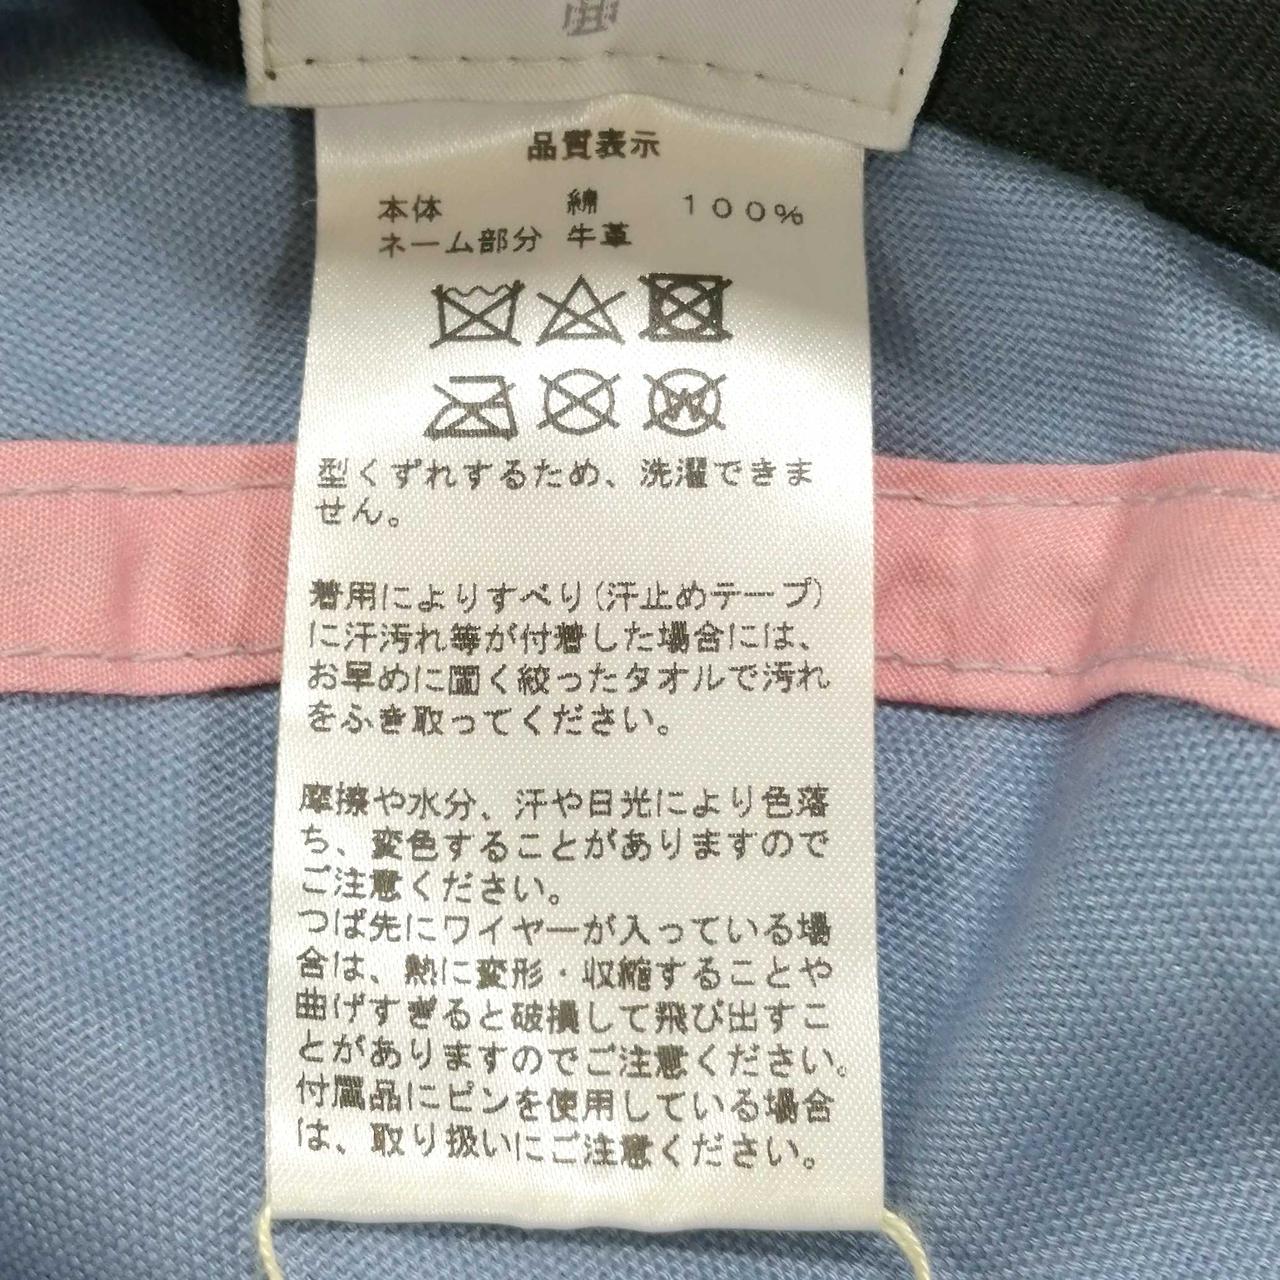 品質表示
本体 綿 100%
ネーム部分 牛革
W
型くずれするため、洗濯できま
せん。
着用によりすべり(汗止めテープ)
に汗汚れ等が付着した場合には、
お早めに固く絞ったタオルで汚れ
をふき取ってください。
摩擦や水分、汗や日光により色落
ち、変色することがありますので
ご注意ください。
つば先にワイヤーが入っている場
合は、熱に変形・収縮することや
曲げすぎると破損して飛び出すこ
とがありますのでご注意ください。
付属品にピンを使用している場合
は、取り扱いにご注意ください。